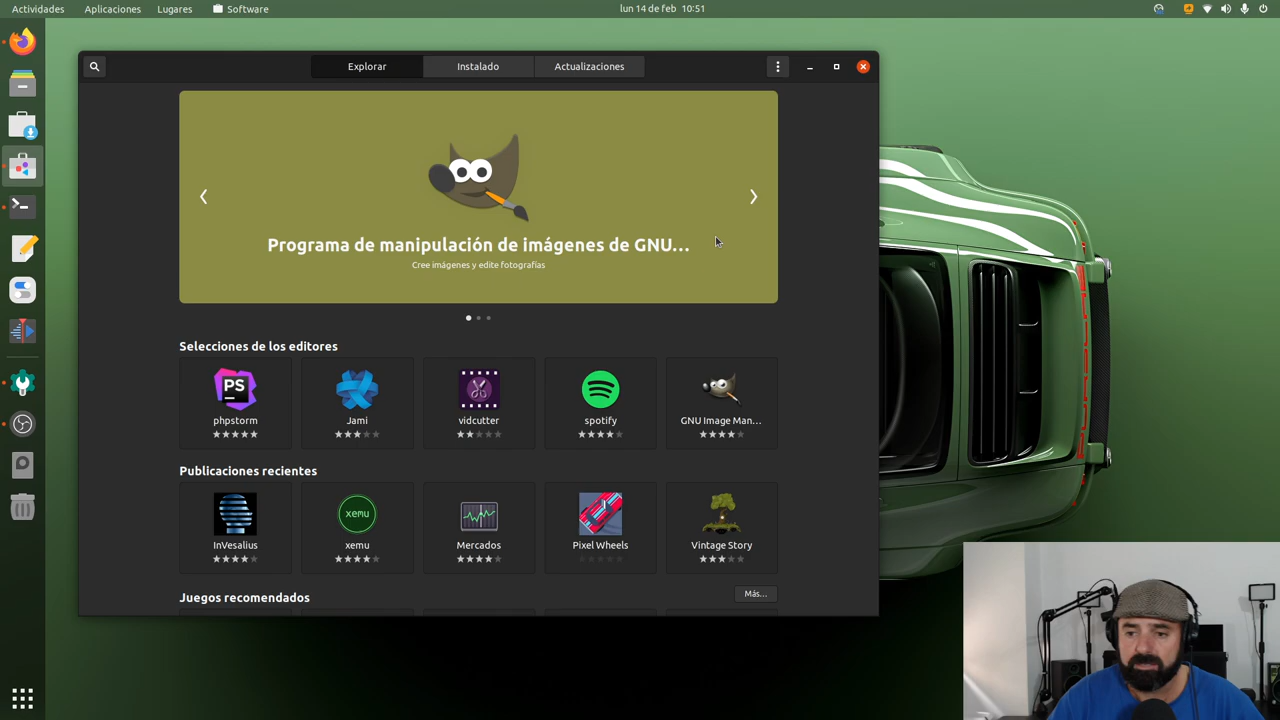 Actividades Aplicaciones Lugares Software lun 14 de feb 10:51
Explorar Instalado Actualizaciones
Programa de manipulación de imágenes de GNU...
Cree imágenes y edite fotografías
Selecciones de los editores
PS
phpstorm Jami vidcutter spotify GNU Image Man...
Publicaciones recientes
xemu
InVesalius xemu Mercados Pixel Wheels Vintage Story
Juegos recomendados Más...